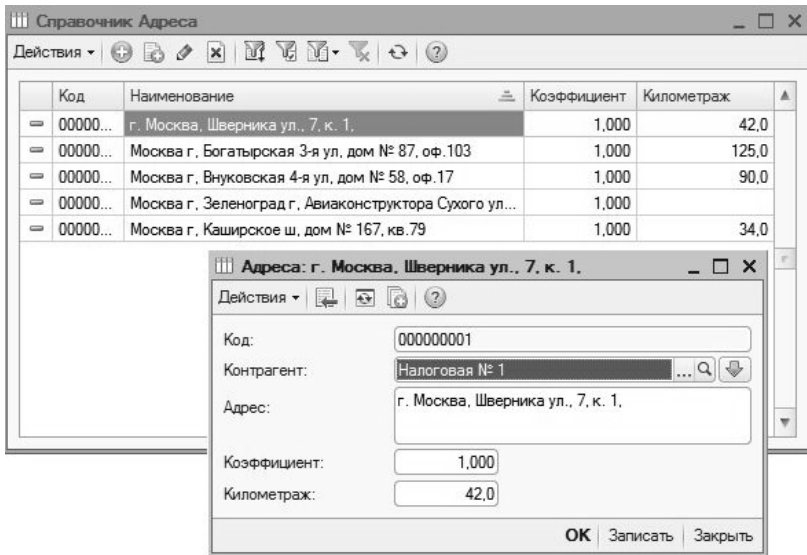 Справочник Адреса
Действия
Код Наименование Коэффициент Километраж
00000... г. Москва, Шверника ул., 7, к. 1, 1,000 42,0
00000... Москва г, Богатырская 3-я ул, дом № 87, оф.103 1,000 125,0
00000... Москва г, Внуковская 4-я ул, дом № 58, оф.17 1,000 90,0
00000... Москва г, Зеленоград г, Авиаконструктора Сухого ул... 1,000
00000... Москва г, Каширское ш, дом № 167, кв.79 1,000 34,0
Адреса: г. Москва, Шверника ул., 7, к. 1,
Действия
Код: 000000001
Контрагент: Налоговая № 1 ...
Адрес: г. Москва, Шверника ул., 7, к. 1,
Коэффициент: 1,000
Километраж: 42,0
OK Записать Закрыть